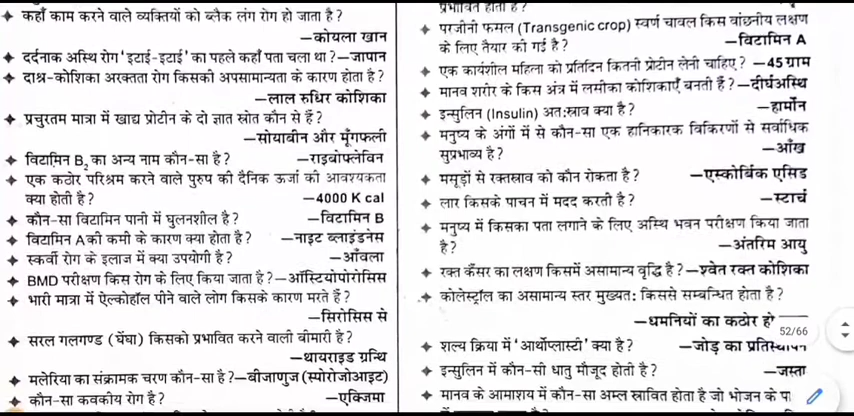 कहाँ काम करने वाले व्यक्तियों को ब्लैक लंग रोग हो जाता है?
—कोयला खान
दर्दनाक अस्थि रोग 'इटाई-इटाई' का पहले कहाँ पता चला था?—जापान
दाश्र-कोशिका अरक्तता रोग किसकी अपसामान्यता के कारण होता है?
—लाल रुधिर कोशिका
प्रचुरतम मात्रा में खाद्य प्रोटीन के दो ज्ञात स्रोत कौन से हैं?
—सोयाबीन और मूँगफली
विटामिन B₂ का अन्य नाम कौन-सा है? —राइबोफ्लेविन
एक कठोर परिश्रम करने वाले पुरुष की दैनिक ऊर्जा की आवश्यकता
क्या होती है? —4000 K cal
कौन-सा विटामिन पानी में घुलनशील है? —विटामिन B
विटामिन A की कमी के कारण क्या होता है? —नाइट ब्लाइंडनेस
स्कर्वी रोग के इलाज में क्या उपयोगी है? —आँवला
BMD परीक्षण किस रोग के लिए किया जाता है?—ऑस्टियोपोरोसिस
भारी मात्रा में ऐल्कोहॉल पीने वाले लोग किसके कारण मरते हैं?
—सिरोसिस से
सरल गलगण्ड (घेंघा) किसको प्रभावित करने वाली बीमारी है?
—थायराइड ग्रन्थि
मलेरिया का संक्रामक चरण कौन-सा है?—बीजाणुज (स्पोरोजोआइट)
कौन-सा कवकीय रोग है? —एक्जिमा
प्रभावित होता है?
परजीनी फमल (Transgenic crop) स्वर्ण चावल किस वांछनीय लक्षण
के लिए तैयार की गई है? —विटामिन A
एक कार्यशील महिला को प्रतिदिन कितनी प्रोटीन लेनी चाहिए? —45 ग्राम
मानव शरीर के किस अंत्र में लसीका कोशिकाएँ बनती हैं?—दीर्घअस्थि
इन्सुलिन (Insulin) अत:स्राव क्या है? —हार्मोन
मनुष्य के अंगों में से कौन-सा एक हानिकारक विकिरणों से सर्वाधिक
सुप्रभाव्य है? —आँख
मसूड़ों से रक्तस्राव को कौन रोकता है? —एस्कोर्बिक एसिड
लार किसके पाचन में मदद करती है? —स्टार्च
मनुष्य में किसका पता लगाने के लिए अस्थि भवन परीक्षण किया जाता
है? —अंतरिम आयु
रक्त कैंसर का लक्षण किसमें असामान्य वृद्धि है?—श्वेत रक्त कोशिका
कोलेस्ट्रॉल का असामान्य स्तर मुख्यत: किससे सम्बन्धित होता है?
—धमनियों का कठोर हो
52/66
शल्य क्रिया में 'आर्थोप्लास्टी' क्या है? —जोड़ का प्रतिस्थापन
इन्सुलिन में कौन-सी धातु मौजूद होती है? —जस्ता
मानव के आमाशय में कौन-सा अम्ल स्रावित होता है जो भोजन के पा